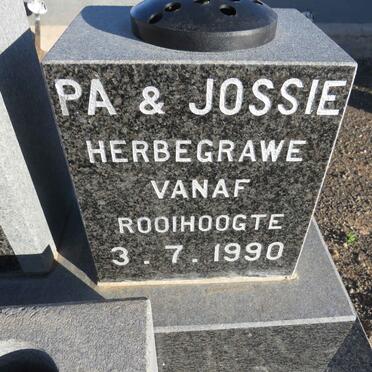 PA & JOSSIE
HERBEGRAWE
VANAF
ROOIHOOGTE
3.7.1990